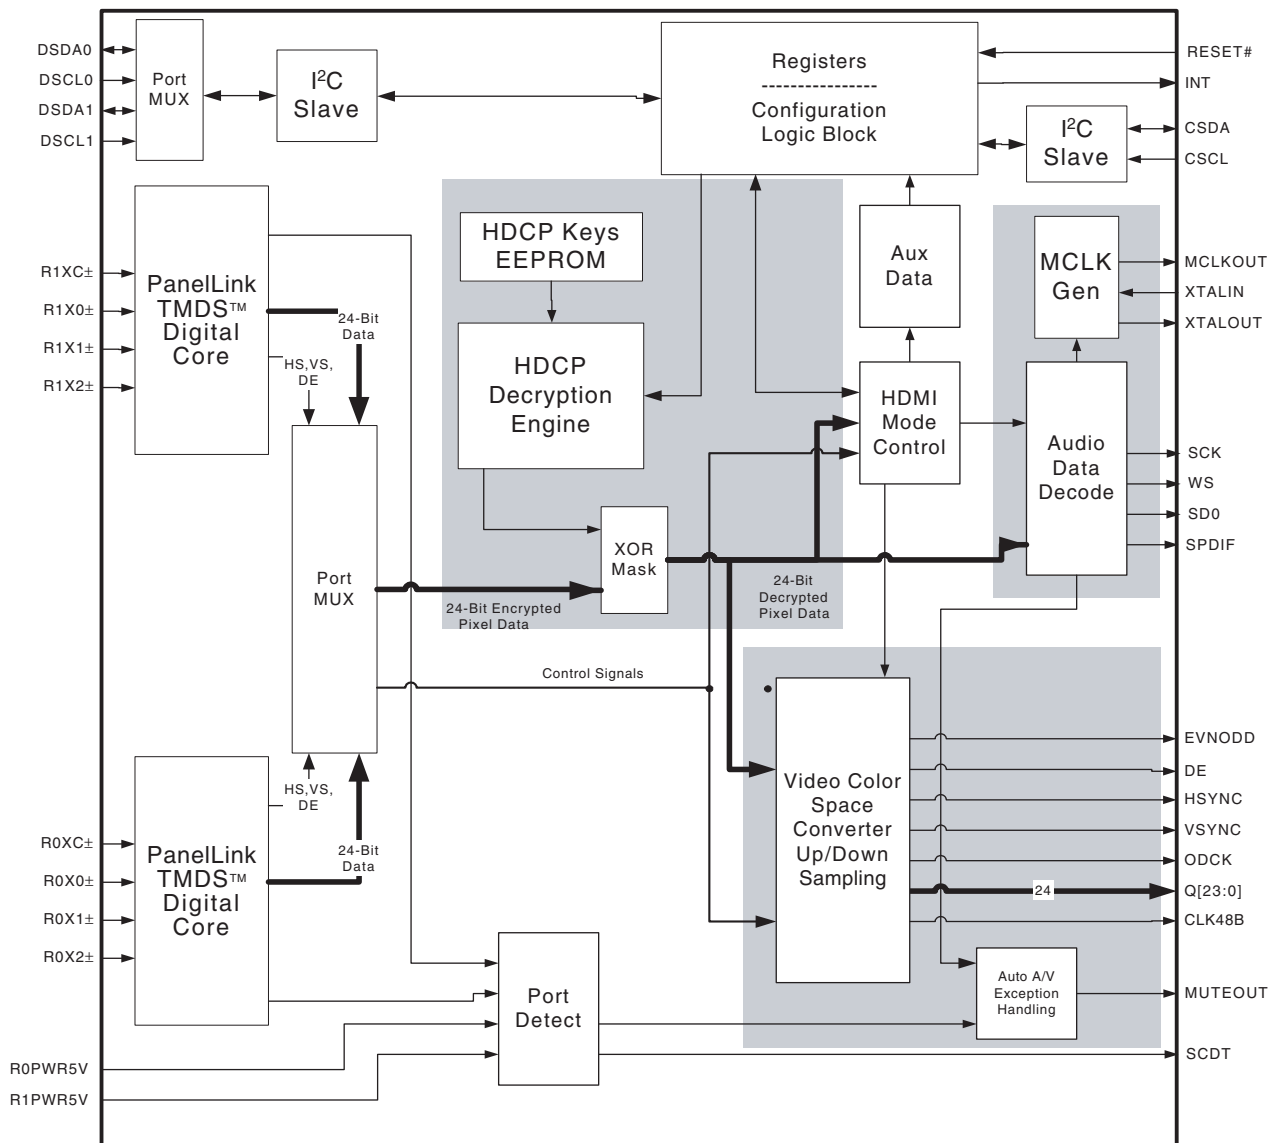 DSDA0
DSCL0
DSDA1
DSCL1
Port
MUX
I²C
Slave
Registers
Configuration
Logic Block
RESET#
INT
I²C
Slave
CSDA
CSCL
R1XC±
R1X0±
R1X1±
R1X2±
PanelLink
TMDS™
Digital
Core
24-Bit
Data
HS,VS,
DE
HDCP Keys
EEPROM
HDCP
Decryption
Engine
XOR
Mask
Aux
Data
HDMI
Mode
Control
MCLK
Gen
MCLKOUT
XTALIN
XTALOUT
Audio
Data
Decode
SCK
WS
SD0
SPDIF
Port
MUX
24-Bit Encrypted
Pixel Data
24-Bit
Decrypted
Pixel Data
Control Signals
HS,VS,
DE
24-Bit
Data
R0XC±
R0X0±
R0X1±
R0X2±
PanelLink
TMDS™
Digital
Core
Video Color
Space
Converter
Up/Down
Sampling
EVNODD
DE
HSYNC
VSYNC
ODCK
24
Q[23:0]
CLK48B
Port
Detect
Auto A/V
Exception
Handling
MUTEOUT
SCDT
R0PWR5V
R1PWR5V